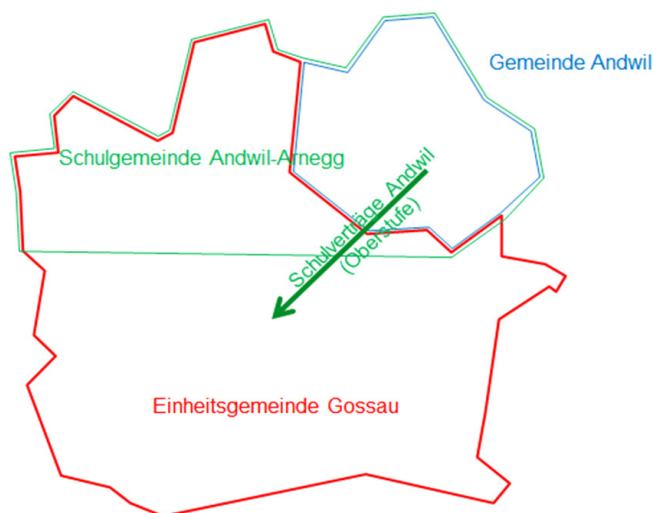 Gemeinde Andwil
Schulgemeinde Andwil-Arnegg
Schulverträge Andwil
(Oberstufe)
Einheitsgemeinde Gossau